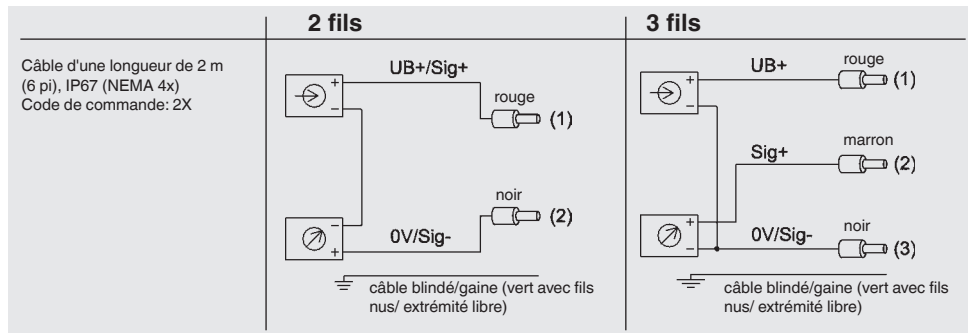 2 fils
3 fils
Câble d'une longueur de 2 m
(6 pi), IP67 (NEMA 4x)
Code de commande: 2X
UB+/Sig+
+
−
rouge
(1)
noir
(2)
−
+
0V/Sig-
câble blindé/gaine (vert avec fils
nus/ extrémité libre)
UB+
+
−
rouge
(1)
marron
Sig+
(2)
+
−
noir
0V/Sig-
(3)
câble blindé/gaine (vert avec fils
nus/ extrémité libre)